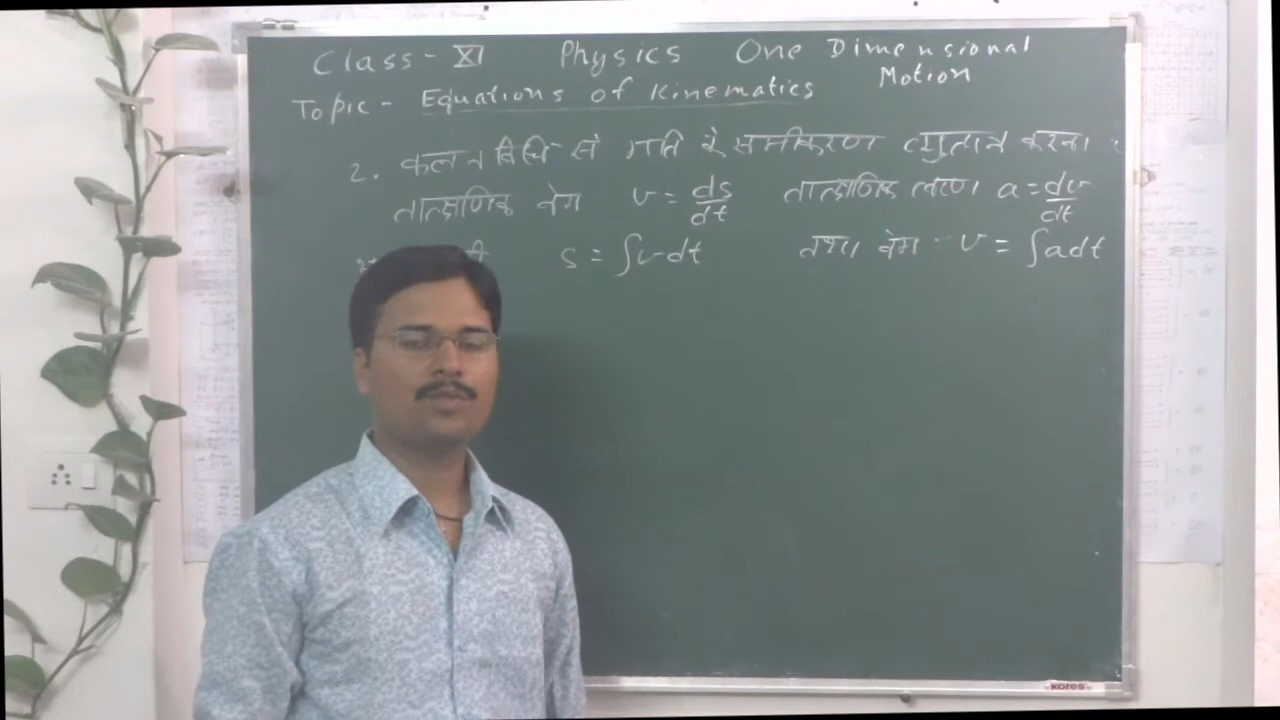 Class - XI Physics One Dimensional Motion
Topic - Equations of Kinematics
2. कलन विधि से गति के समीकरण व्युत्पन्न करना
तात्क्षणिक वेग v = ds/dt तात्क्षणिक त्वरण a = dv/dt
s = ∫v dt तथा वेग - v = ∫a dt
kores